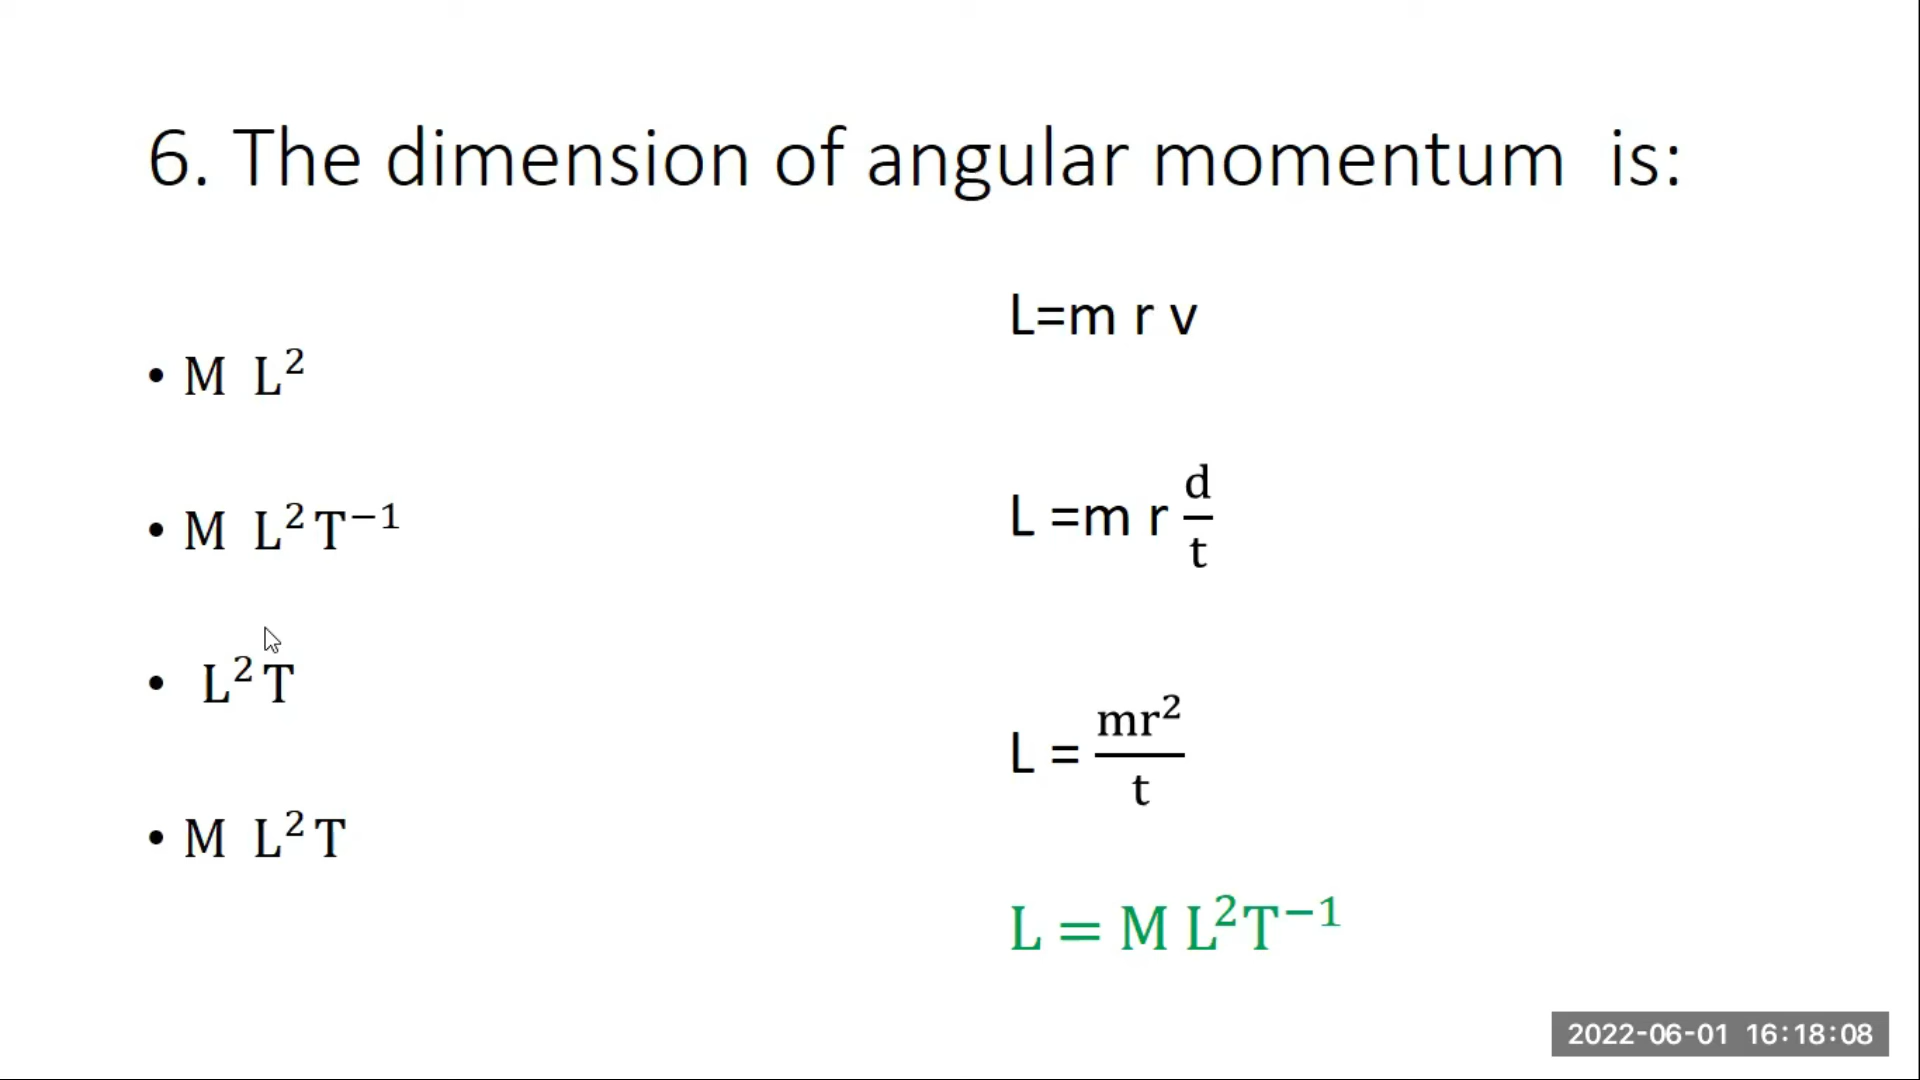 6. The dimension of angular momentum is:
• M L²
• M L²T⁻¹
• L²T
• M L²T
L=m r v
L =m r d/t
L = mr²/t
L = M L²T⁻¹
2022-06-01 16:18:08